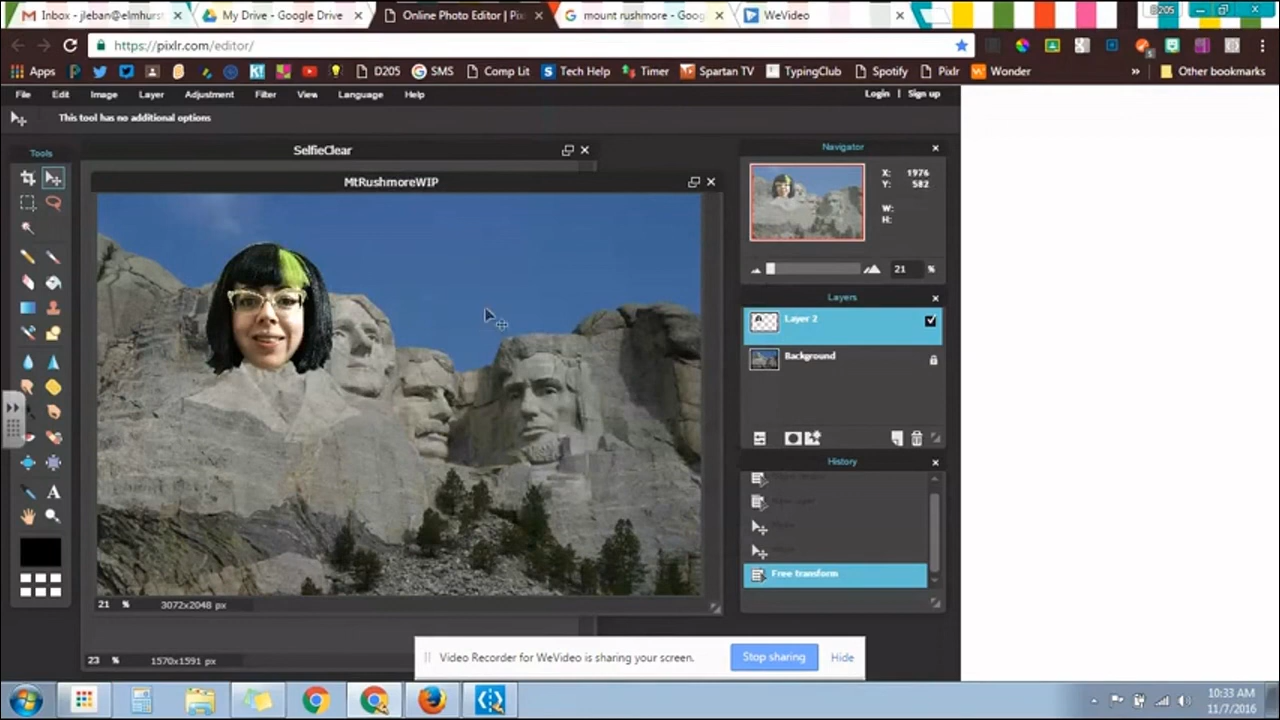 Inbox - jleban@elmhurst
My Drive - Google Drive
Online Photo Editor | Pix
mount rushmore - Goog
WeVideo
D205
https://pixlr.com/editor/
Apps
D205
SMS
Comp Lit
Tech Help
Timer
Spartan TV
TypingClub
Spotify
Pixlr
Wonder
Other bookmarks
File Edit Image Layer Adjustment Filter View Language Help
Login | Sign up
This tool has no additional options
Tools
SelfieClear
MtRushmoreWIP
Navigator
X: 1976
Y: 582
W:
H:
21 %
Layers
Layer 2
Background
History
Free transform
21 % 3072x2048 px
23 % 1570x1591 px
Video Recorder for WeVideo is sharing your screen.
Stop sharing
Hide
10:33 AM
11/7/2016